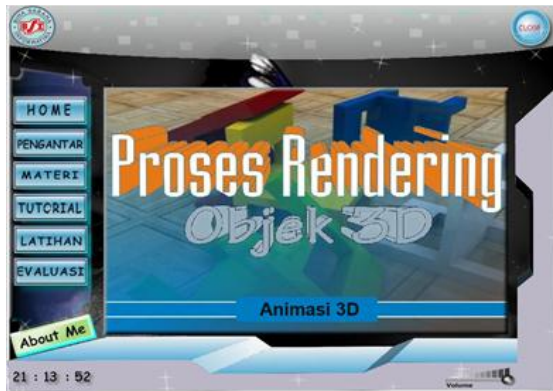 BSI
CLOSE
HOME
PENGANTAR
MATERI
TUTORIAL
LATIHAN
EVALUASI
About Me
Proses Rendering
Objek 3D
Animasi 3D
21 : 13 : 52
Volume